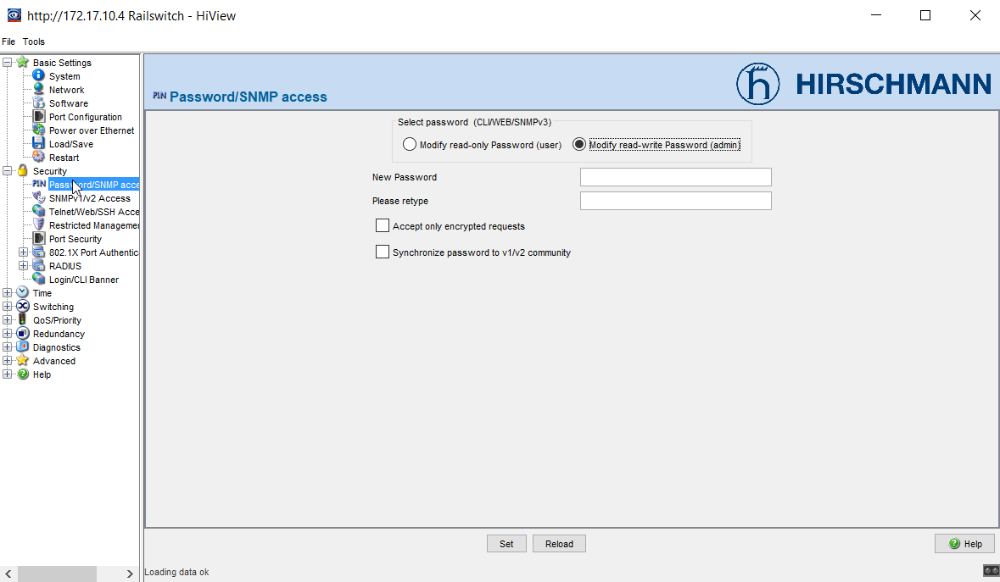 http://172.17.10.4 Railswitch - HiView
File Tools
Basic Settings
System
Network
Software
Port Configuration
Power over Ethernet
Load/Save
Restart
Security
PIN Password/SNMP acce
SNMPv1/v2 Access
Telnet/Web/SSH Acce
Restricted Managemen
Port Security
802.1X Port Authentic
RADIUS
Login/CLI Banner
Time
Switching
QoS/Priority
Redundancy
Diagnostics
Advanced
Help
PIN Password/SNMP access
HIRSCHMANN
Select password (CLI/WEB/SNMPv3)
Modify read-only Password (user) Modify read-write Password (admin)
New Password
Please retype
Accept only encrypted requests
Synchronize password to v1/v2 community
Set Reload Help
Loading data ok